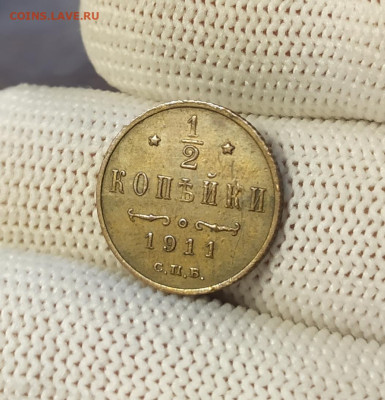 COINS.LAVE.RU
1/2
КОПѢЙКИ
1911
С.П.Б.